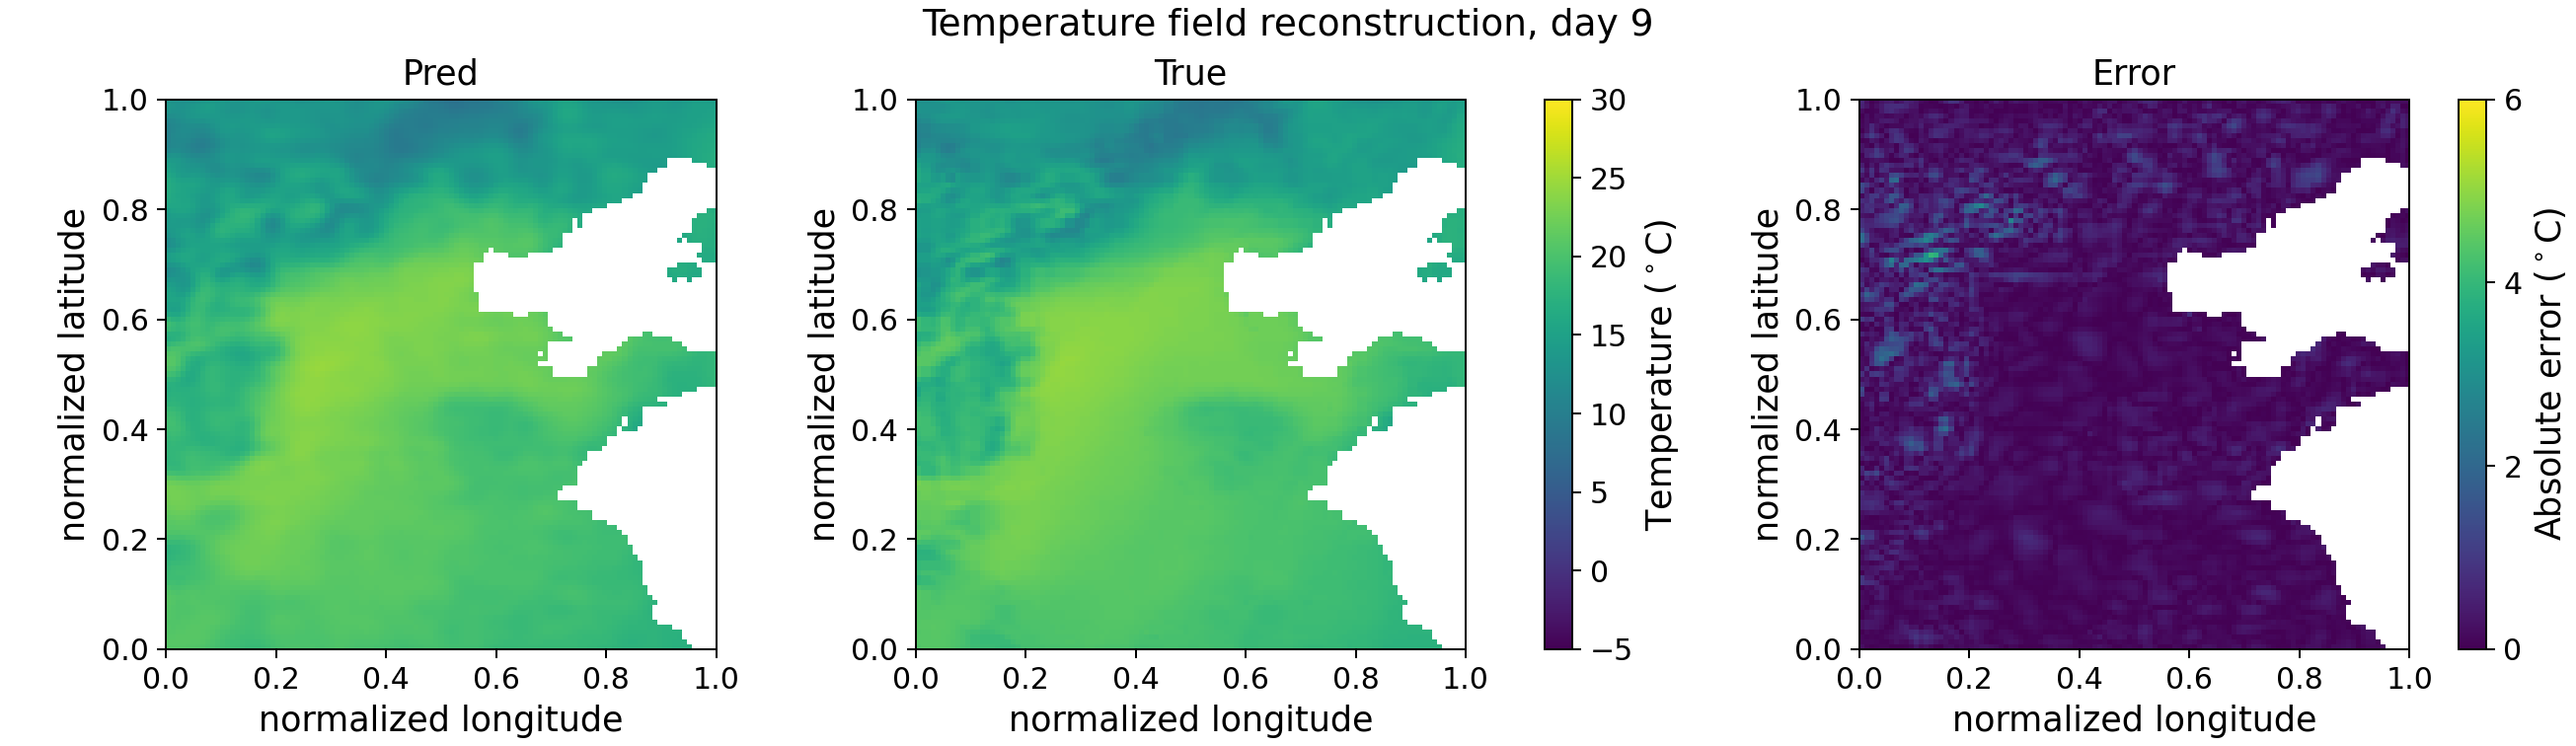 Temperature field reconstruction, day 9
Pred
1.0
0.8
0.6
0.4
0.2
0.0
normalized latitude
0.0 0.2 0.4 0.6 0.8 1.0
normalized longitude
True
1.0
0.8
0.6
0.4
0.2
0.0
normalized latitude
0.0 0.2 0.4 0.6 0.8 1.0
normalized longitude
30
25
20
15
10
5
0
−5
Temperature (°C)
Error
1.0
0.8
0.6
0.4
0.2
0.0
normalized latitude
0.0 0.2 0.4 0.6 0.8 1.0
normalized longitude
6
4
2
0
Absolute error (°C)